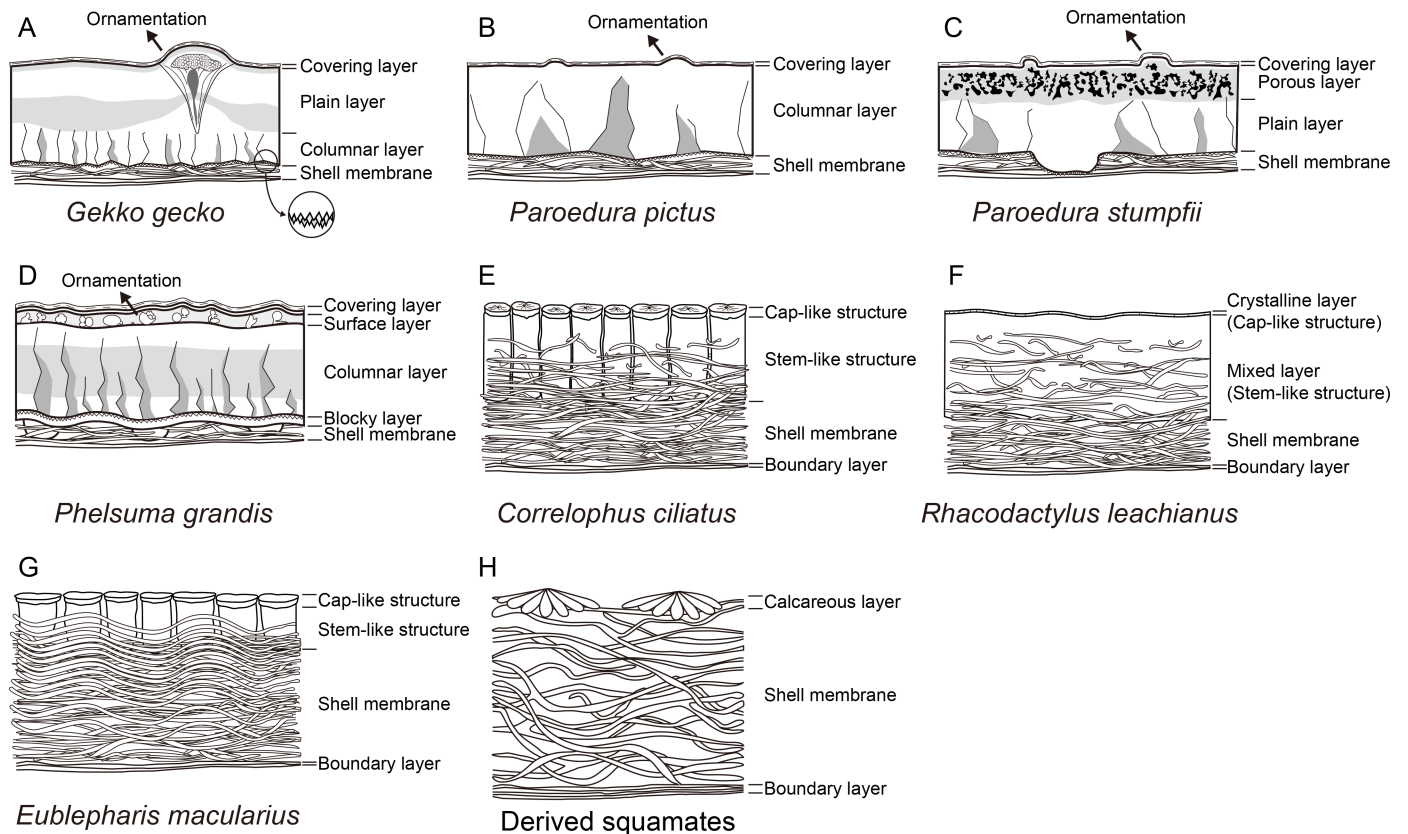 A
Ornamentation
Covering layer
Plain layer
Columnar layer
Shell membrane
Gekko gecko
B
Ornamentation
Covering layer
Columnar layer
Shell membrane
Paroedura pictus
C
Ornamentation
Covering layer
Porous layer
Plain layer
Shell membrane
Paroedura stumpfii
D
Ornamentation
Covering layer
Surface layer
Columnar layer
Blocky layer
Shell membrane
Phelsuma grandis
E
Cap-like structure
Stem-like structure
Shell membrane
Boundary layer
Correlophus ciliatus
F
Crystalline layer
(Cap-like structure)
Mixed layer
(Stem-like structure)
Shell membrane
Boundary layer
Rhacodactylus leachianus
G
Cap-like structure
Stem-like structure
Shell membrane
Boundary layer
Eublepharis macularius
H
Calcareous layer
Shell membrane
Boundary layer
Derived squamates